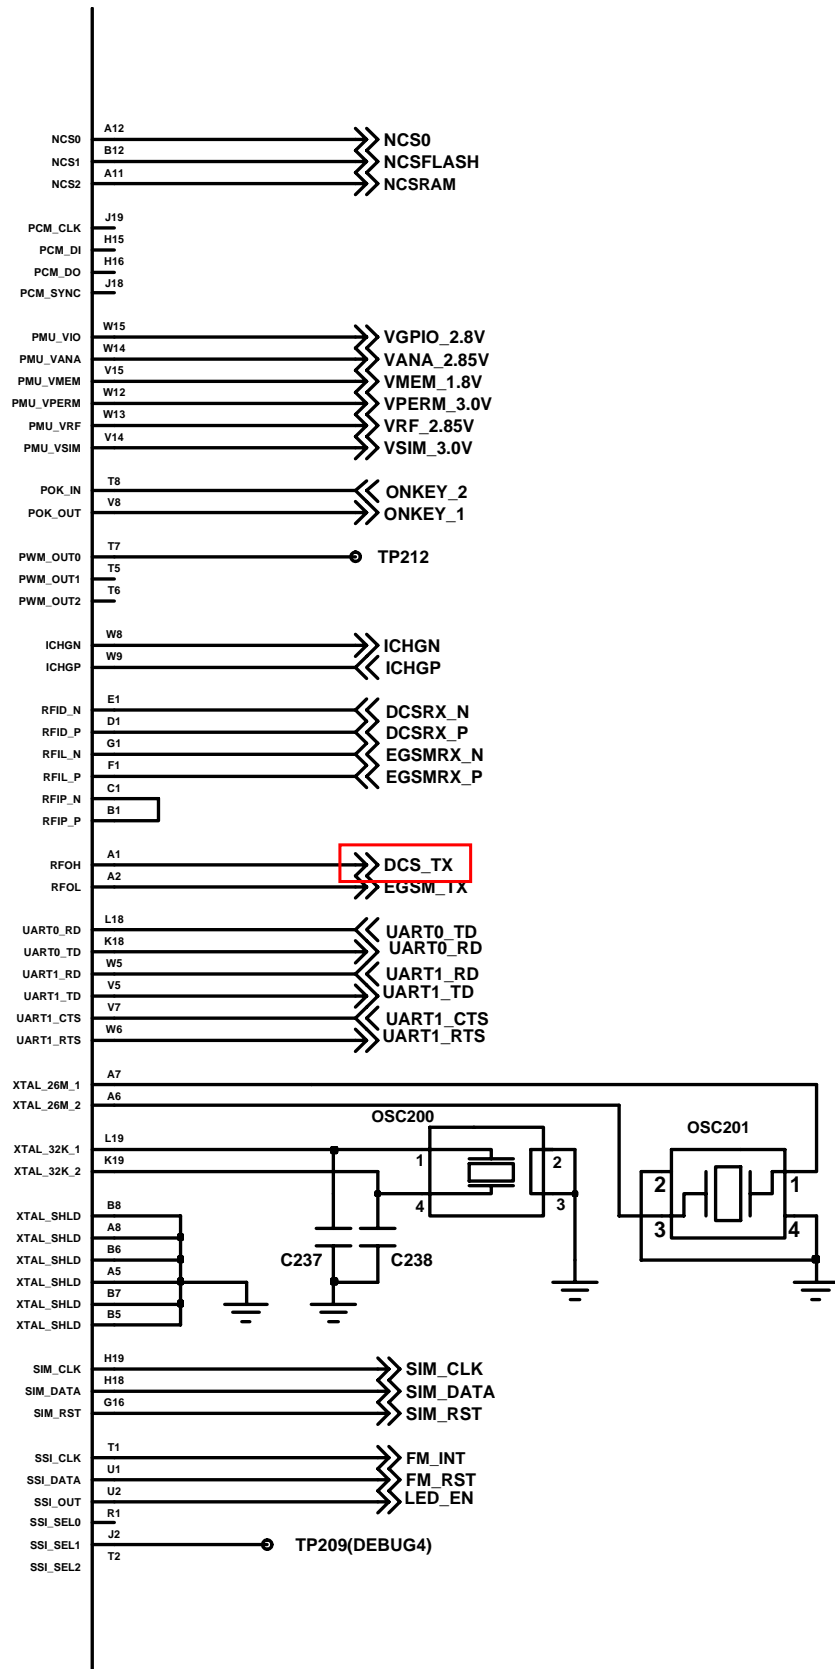 NCS0 A12 NCS0
NCS1 B12 NCSFLASH
NCS2 A11 NCSRAM
PCM_CLK J19
PCM_DI H15
PCM_DO H16
PCM_SYNC J18
PMU_VIO W15 VGPIO_2.8V
PMU_VANA W14 VANA_2.85V
PMU_VMEM V15 VMEM_1.8V
PMU_VPERM W12 VPERM_3.0V
PMU_VRF W13 VRF_2.85V
PMU_VSIM V14 VSIM_3.0V
POK_IN T8 ONKEY_2
POK_OUT V8 ONKEY_1
PWM_OUT0 T7 TP212
PWM_OUT1 T5
PWM_OUT2 T6
ICHGN W8 ICHGN
ICHGP W9 ICHGP
RFID_N E1 DCSRX_N
RFID_P D1 DCSRX_P
RFIL_N G1 EGSMRX_N
RFIL_P F1 EGSMRX_P
RFIP_N C1
RFIP_P B1
RFOH A1 DCS_TX
RFOL A2 EGSM_TX
UART0_RD L18 UART0_TD
UART0_TD K18 UART0_RD
UART1_RD W5 UART1_RD
UART1_TD V5 UART1_TD
UART1_CTS V7 UART1_CTS
UART1_RTS W6 UART1_RTS
XTAL_26M_1 A7
XTAL_26M_2 A6
OSC200
OSC201
XTAL_32K_1 L19 1 2
XTAL_32K_2 K19 4 3
2 1
3 4
XTAL_SHLD B8
XTAL_SHLD A8
XTAL_SHLD B6
C237 C238
XTAL_SHLD A5
XTAL_SHLD B7
XTAL_SHLD B5
SIM_CLK H19 SIM_CLK
SIM_DATA H18 SIM_DATA
SIM_RST G16 SIM_RST
SSI_CLK T1 FM_INT
SSI_DATA U1 FM_RST
SSI_OUT U2 LED_EN
SSI_SEL0 R1
SSI_SEL1 J2 TP209(DEBUG4)
SSI_SEL2 T2